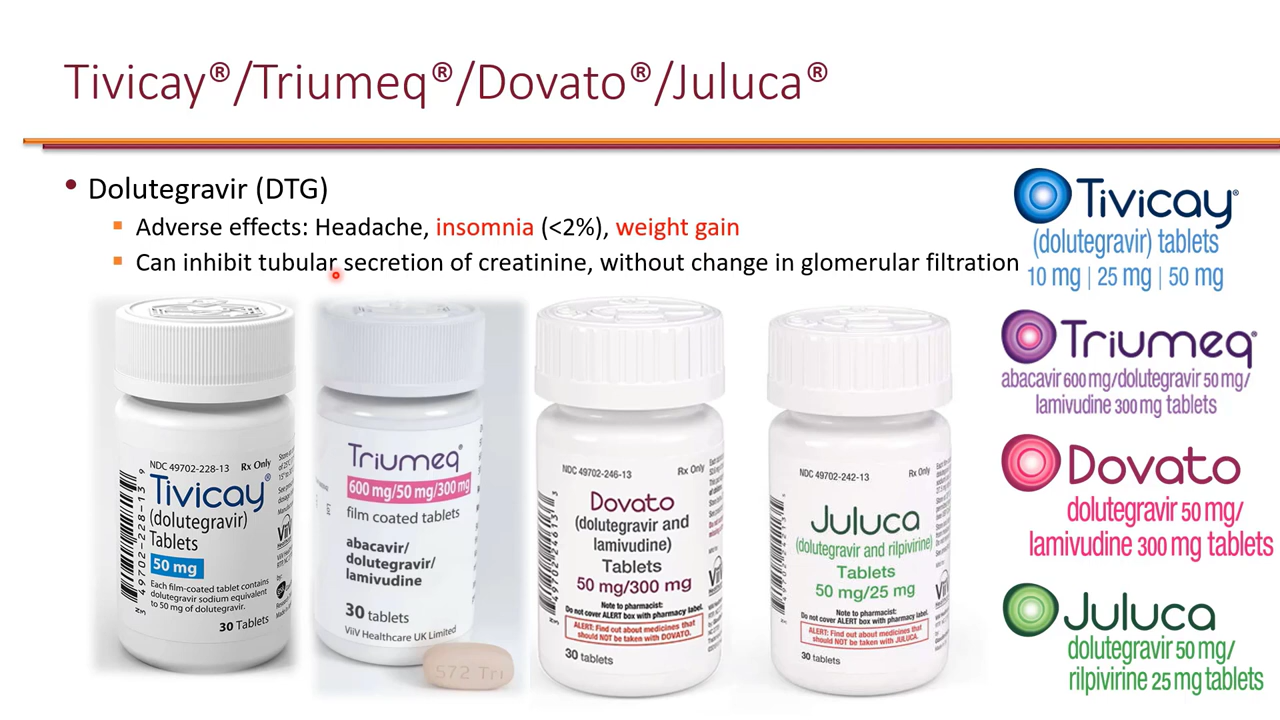 Tivicay®/Triumeq®/Dovato®/Juluca®
• Dolutegravir (DTG)
▪ Adverse effects: Headache, insomnia (<2%), weight gain
▪ Can inhibit tubular secretion of creatinine, without change in glomerular filtration
Tivicay®
(dolutegravir) tablets
10 mg | 25 mg | 50 mg
Triumeq®
abacavir 600 mg/dolutegravir 50 mg/
lamivudine 300 mg tablets
Dovato
dolutegravir 50 mg/
lamivudine 300 mg tablets
Juluca
dolutegravir 50 mg/
rilpivirine 25 mg tablets
NDC 49702-228-13 Rx Only
Tivicay®
(dolutegravir)
Tablets
50 mg
Each film-coated tablet contains
dolutegravir sodium equivalent
to 50 mg of dolutegravir.
30 Tablets
Triumeq®
600 mg/50 mg/300 mg
film coated tablets
abacavir/
dolutegravir/
lamivudine
30 tablets
ViiV Healthcare UK Limited
572 Tri
NDC 49702-246-13 Rx Only
Dovato
(dolutegravir and
lamivudine)
Tablets
50 mg/300 mg
Note to pharmacist:
Do not cover ALERT box with pharmacy label.
ALERT: Find out about medicines that
should NOT be taken with DOVATO.
30 tablets
NDC 49702-242-13 Rx Only
Juluca
(dolutegravir and rilpivirine)
Tablets
50 mg/25 mg
Note to pharmacist:
Do not cover ALERT box with pharmacy label.
ALERT: Find out about medicines that
should NOT be taken with JULUCA.
30 tablets